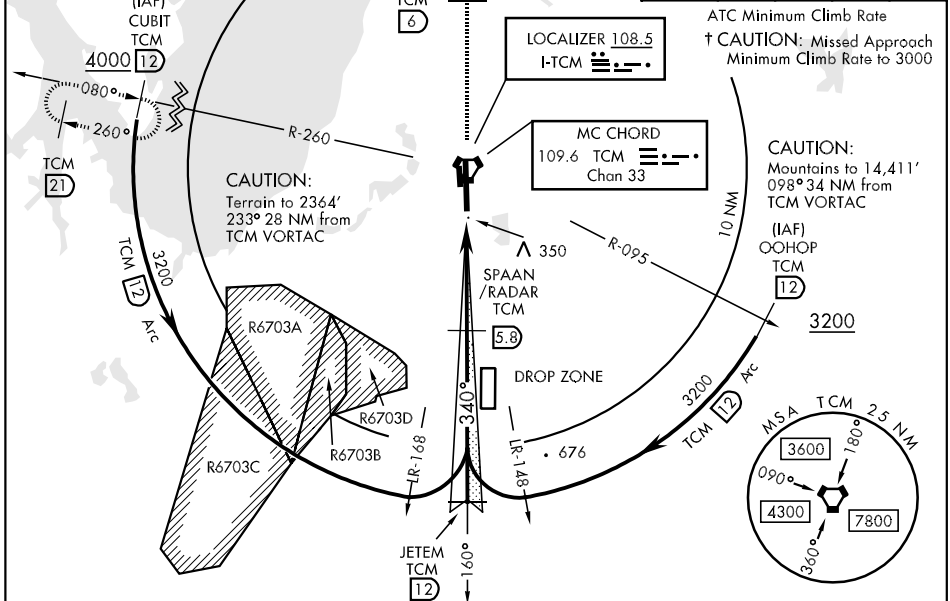 (IAF)
CUBIT
TCM
12
4000
080°
260°
TCM
21
R-260
TCM
6
LOCALIZER 108.5
I-TCM
ATC Minimum Climb Rate
† CAUTION: Missed Approach
Minimum Climb Rate to 3000
MC CHORD
109.6 TCM
Chan 33
CAUTION:
Mountains to 14,411'
098° 34 NM from
TCM VORTAC
CAUTION:
Terrain to 2364'
233° 28 NM from
TCM VORTAC
10 NM
(IAF)
OOHOP
TCM
12
350
R-095
3200
TCM 12 Arc
3200
SPAAN
/RADAR
TCM
5.8
3200
TCM 12 Arc
R6703A
R6703D
R6703B
R6703C
340°
DROP ZONE
LR-168
LR-148
676
JETEM
TCM
12
160°
MSA TCM 25 NM
3600
180°
090°
4300
7800
360°